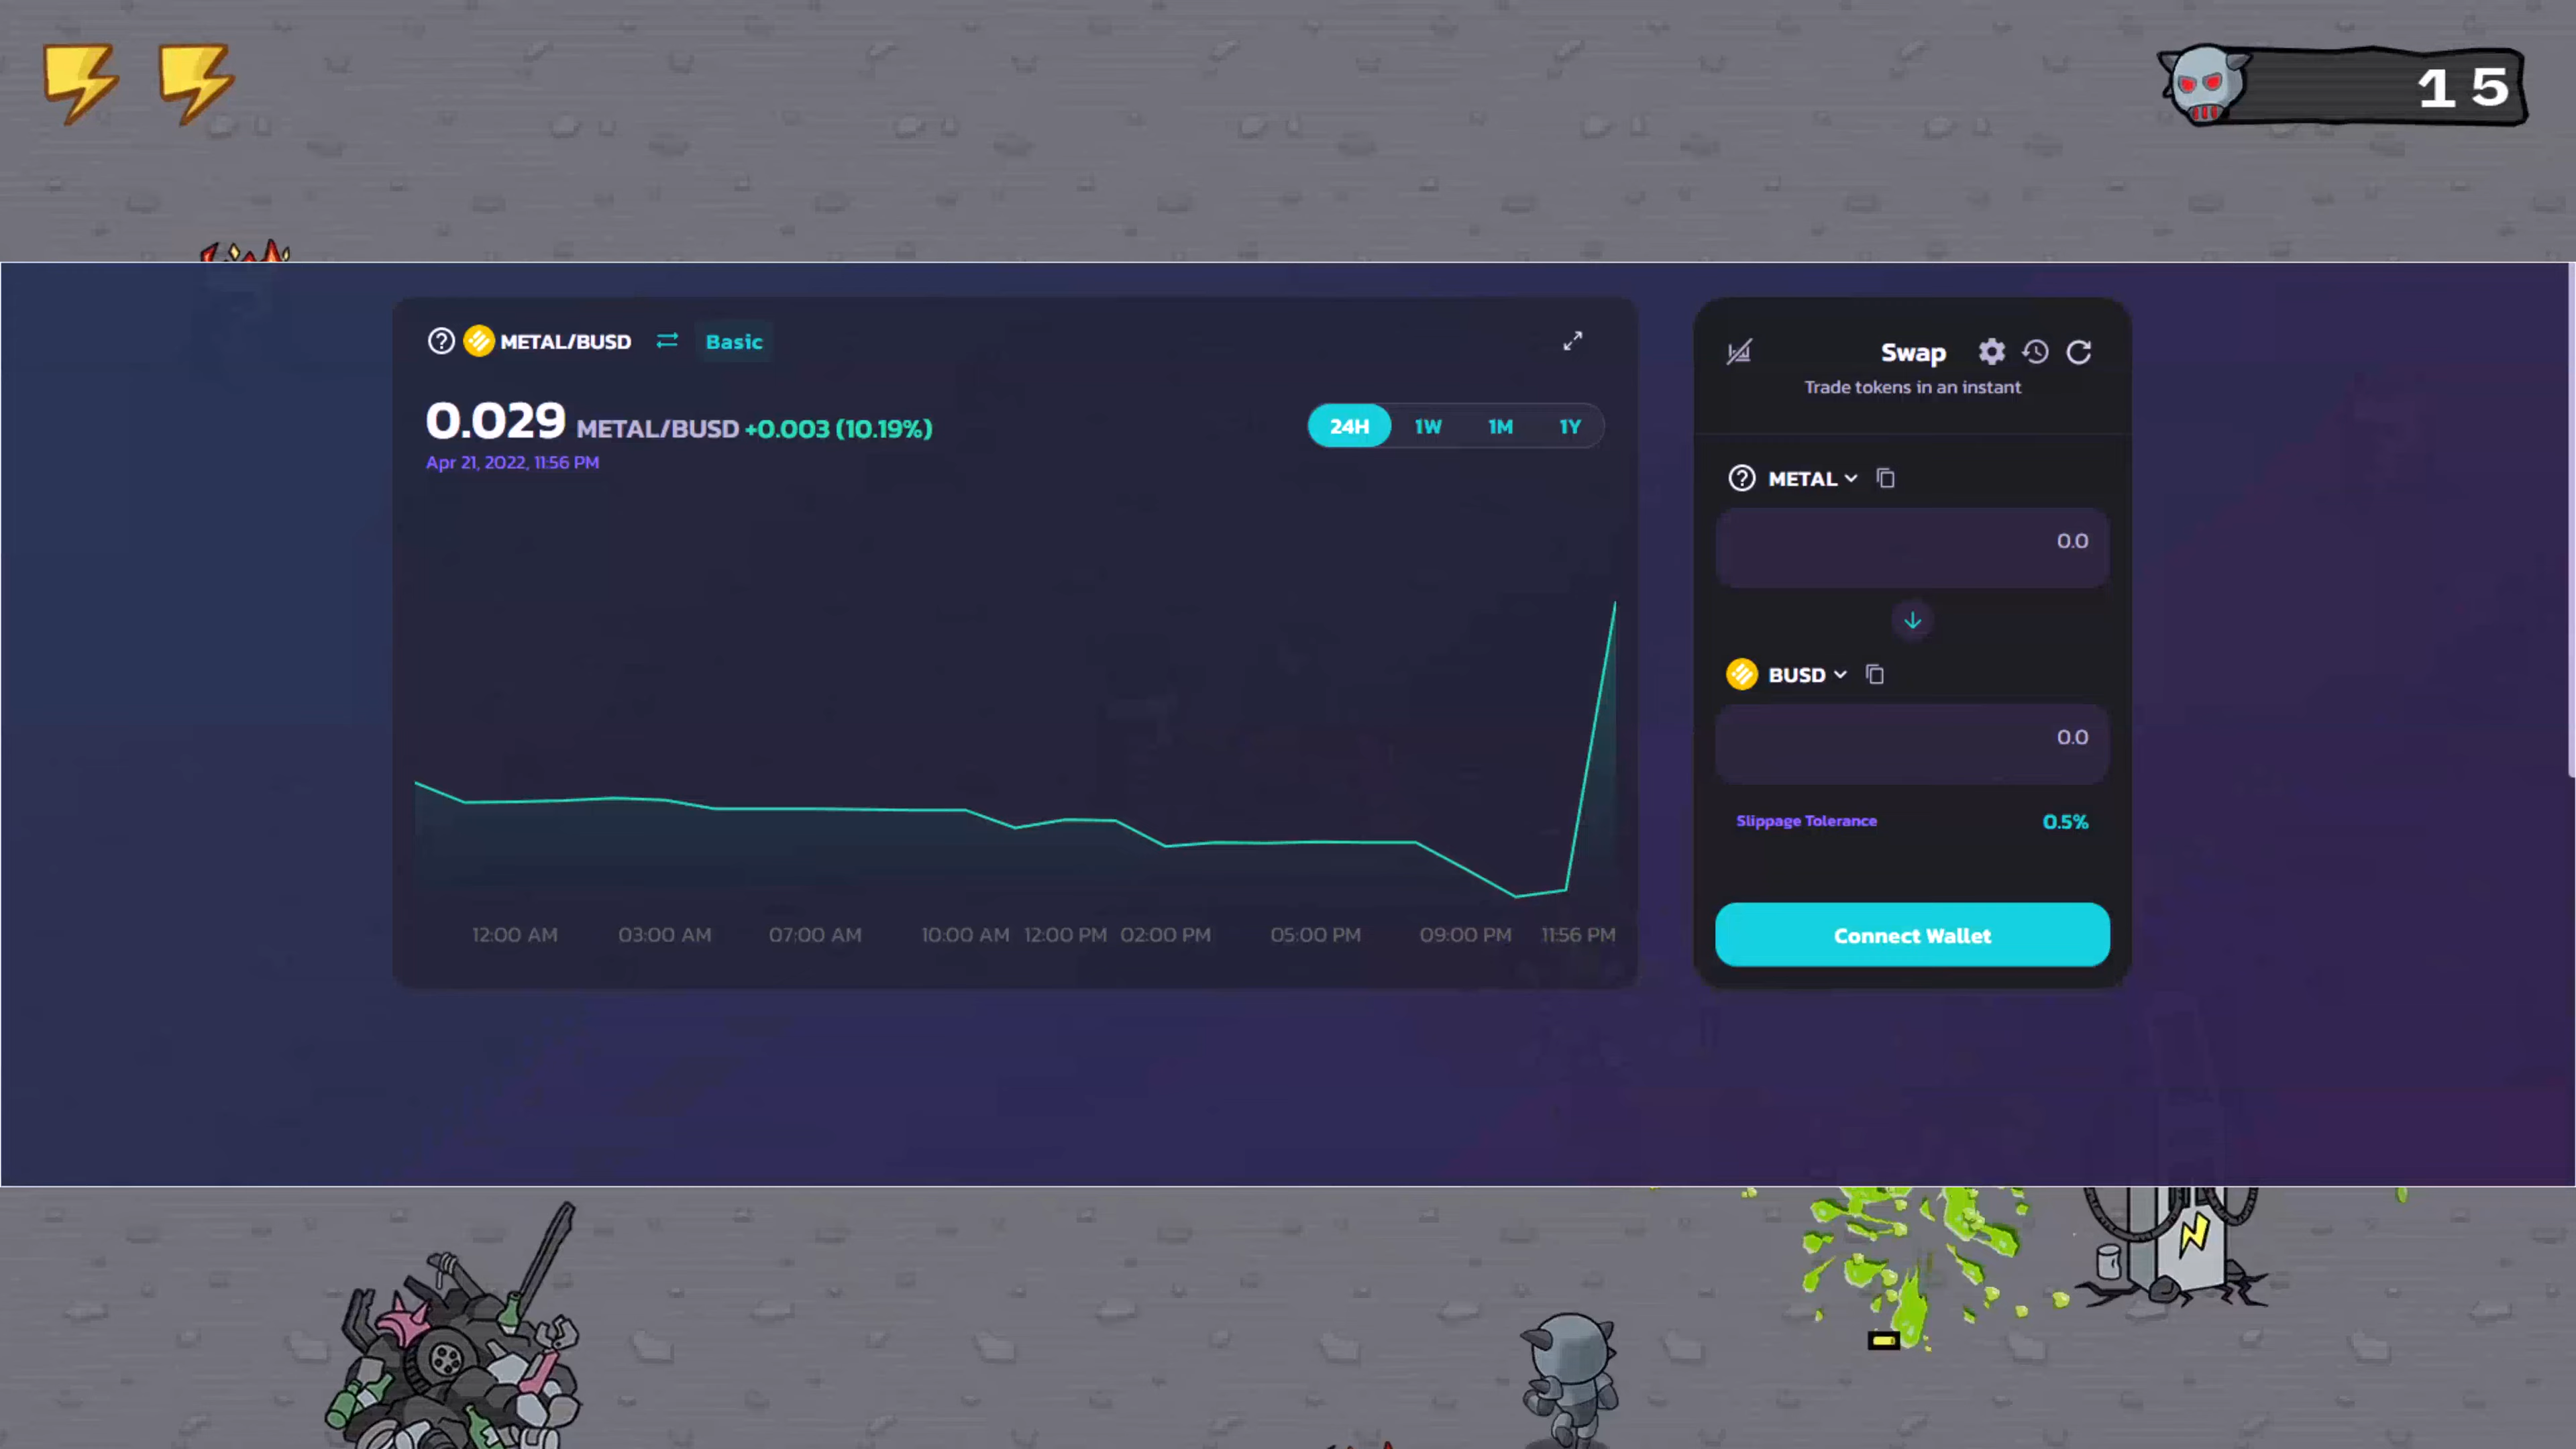 15
METAL/BUSD Basic
0.029 METAL/BUSD +0.003 (10.19%)
Apr 21, 2022, 11:56 PM
24H 1W 1M 1Y
12:00 AM 03:00 AM 07:00 AM 10:00 AM 12:00 PM 02:00 PM 05:00 PM 09:00 PM 11:56 PM
Swap
Trade tokens in an instant
METAL
0.0
BUSD
0.0
Slippage Tolerance 0.5%
Connect Wallet